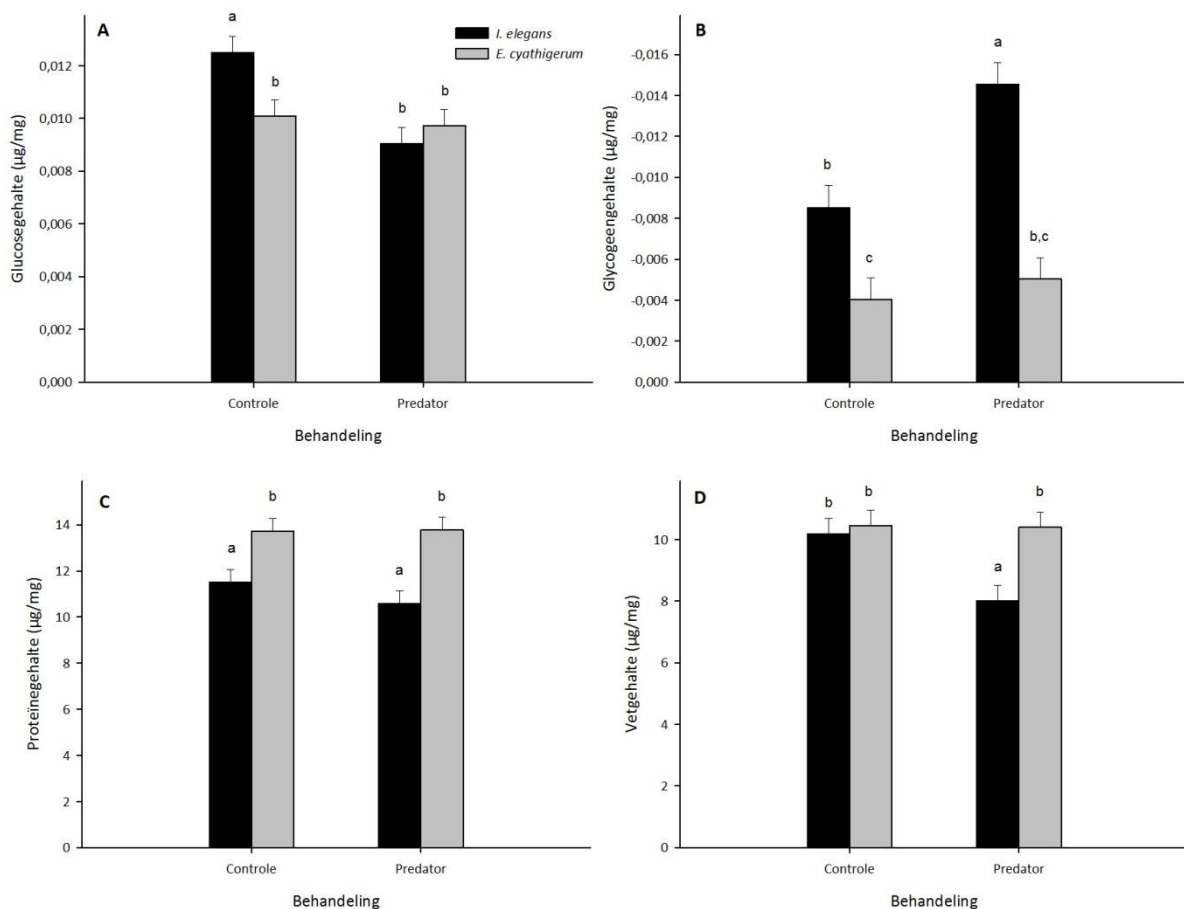 A
a
b
b
b
I. elegans
E. cyathigerum
0,012
0,010
0,008
0,006
0,004
0,002
0,000
Glucosegehalte (µg/mg)
Controle
Predator
Behandeling
B
b
c
a
b,c
-0,016
-0,014
-0,012
-0,010
-0,008
-0,006
-0,004
-0,002
0,000
Glycogeengehalte (µg/mg)
Controle
Predator
Behandeling
C
a
b
a
b
14
12
10
8
6
4
2
0
Proteïnegehalte (µg/mg)
Controle
Predator
Behandeling
D
b
b
a
b
10
8
6
4
2
0
Vetgehalte (µg/mg)
Controle
Predator
Behandeling